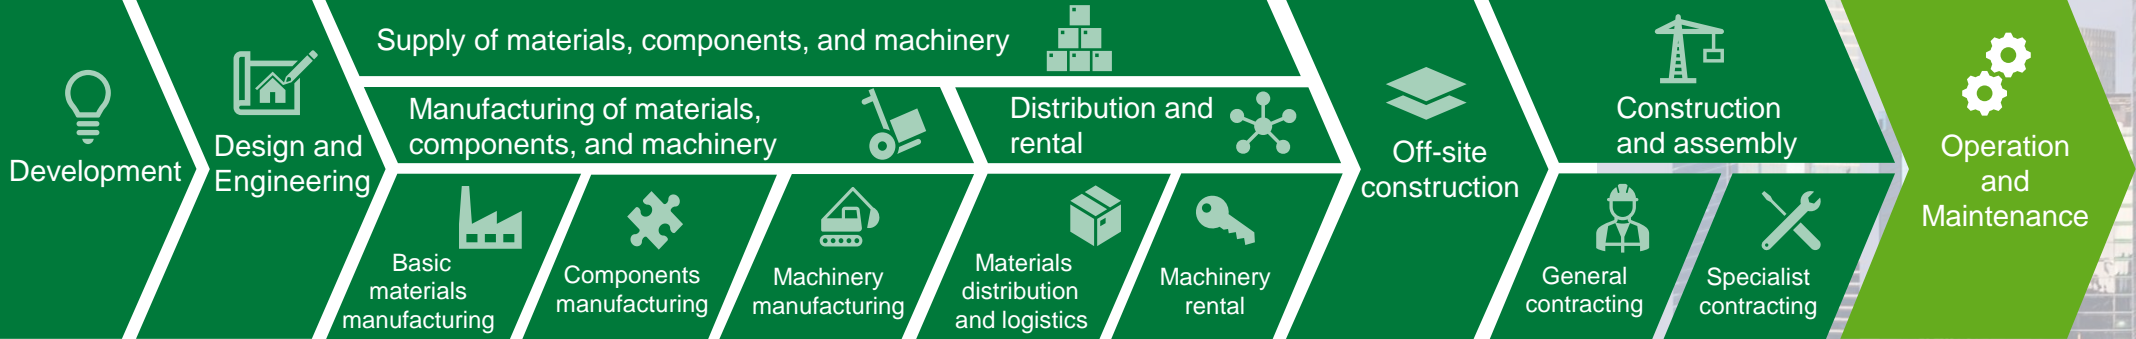 Development
Design and
Engineering
Supply of materials, components, and machinery
Manufacturing of materials,
components, and machinery
Distribution and
rental
Basic
materials
manufacturing
Components
manufacturing
Machinery
manufacturing
Materials
distribution
and logistics
Machinery
rental
Off-site
construction
Construction
and assembly
General
contracting
Specialist
contracting
Operation
and
Maintenance